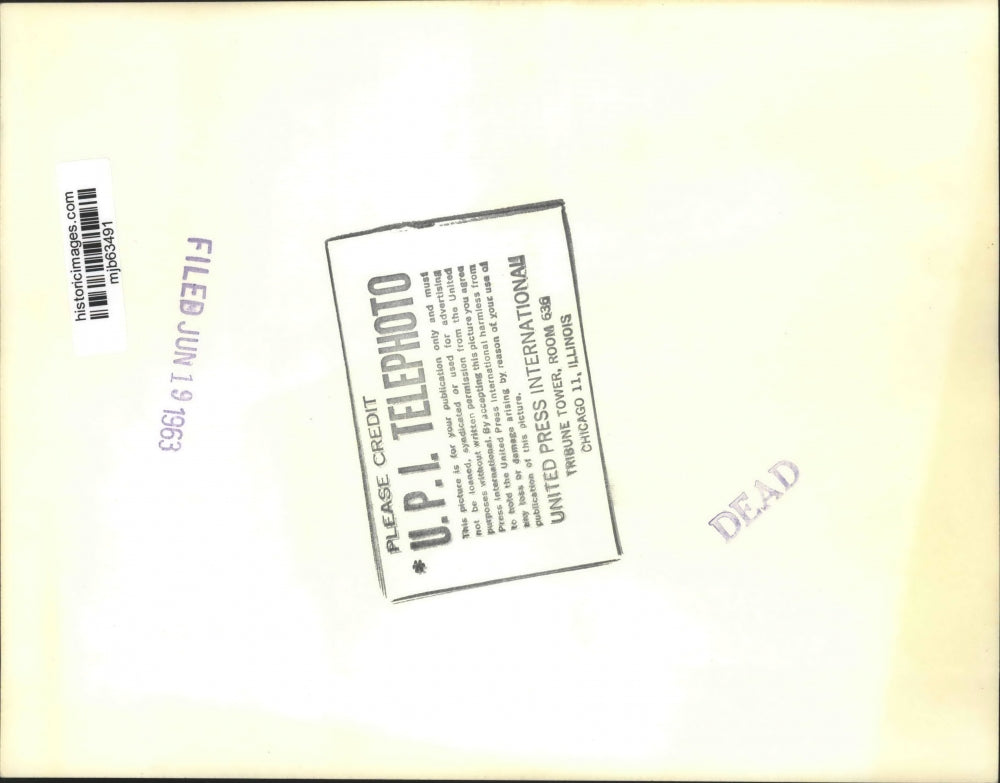 historicimages.com
mjb63491
FILED JUN 19 1963
PLEASE CREDIT
* U.P.I. TELEPHOTO
This picture is for your publication only and must
not be loaned, syndicated or used for advertising
purposes without written permission from the United
Press International. By accepting this picture you agree
to hold the United Press International harmless from
any loss or damage arising by reason of your use of
publication of this picture.
UNITED PRESS INTERNATIONAL
TRIBUNE TOWER, ROOM 636
CHICAGO 11, ILLINOIS
DEAD